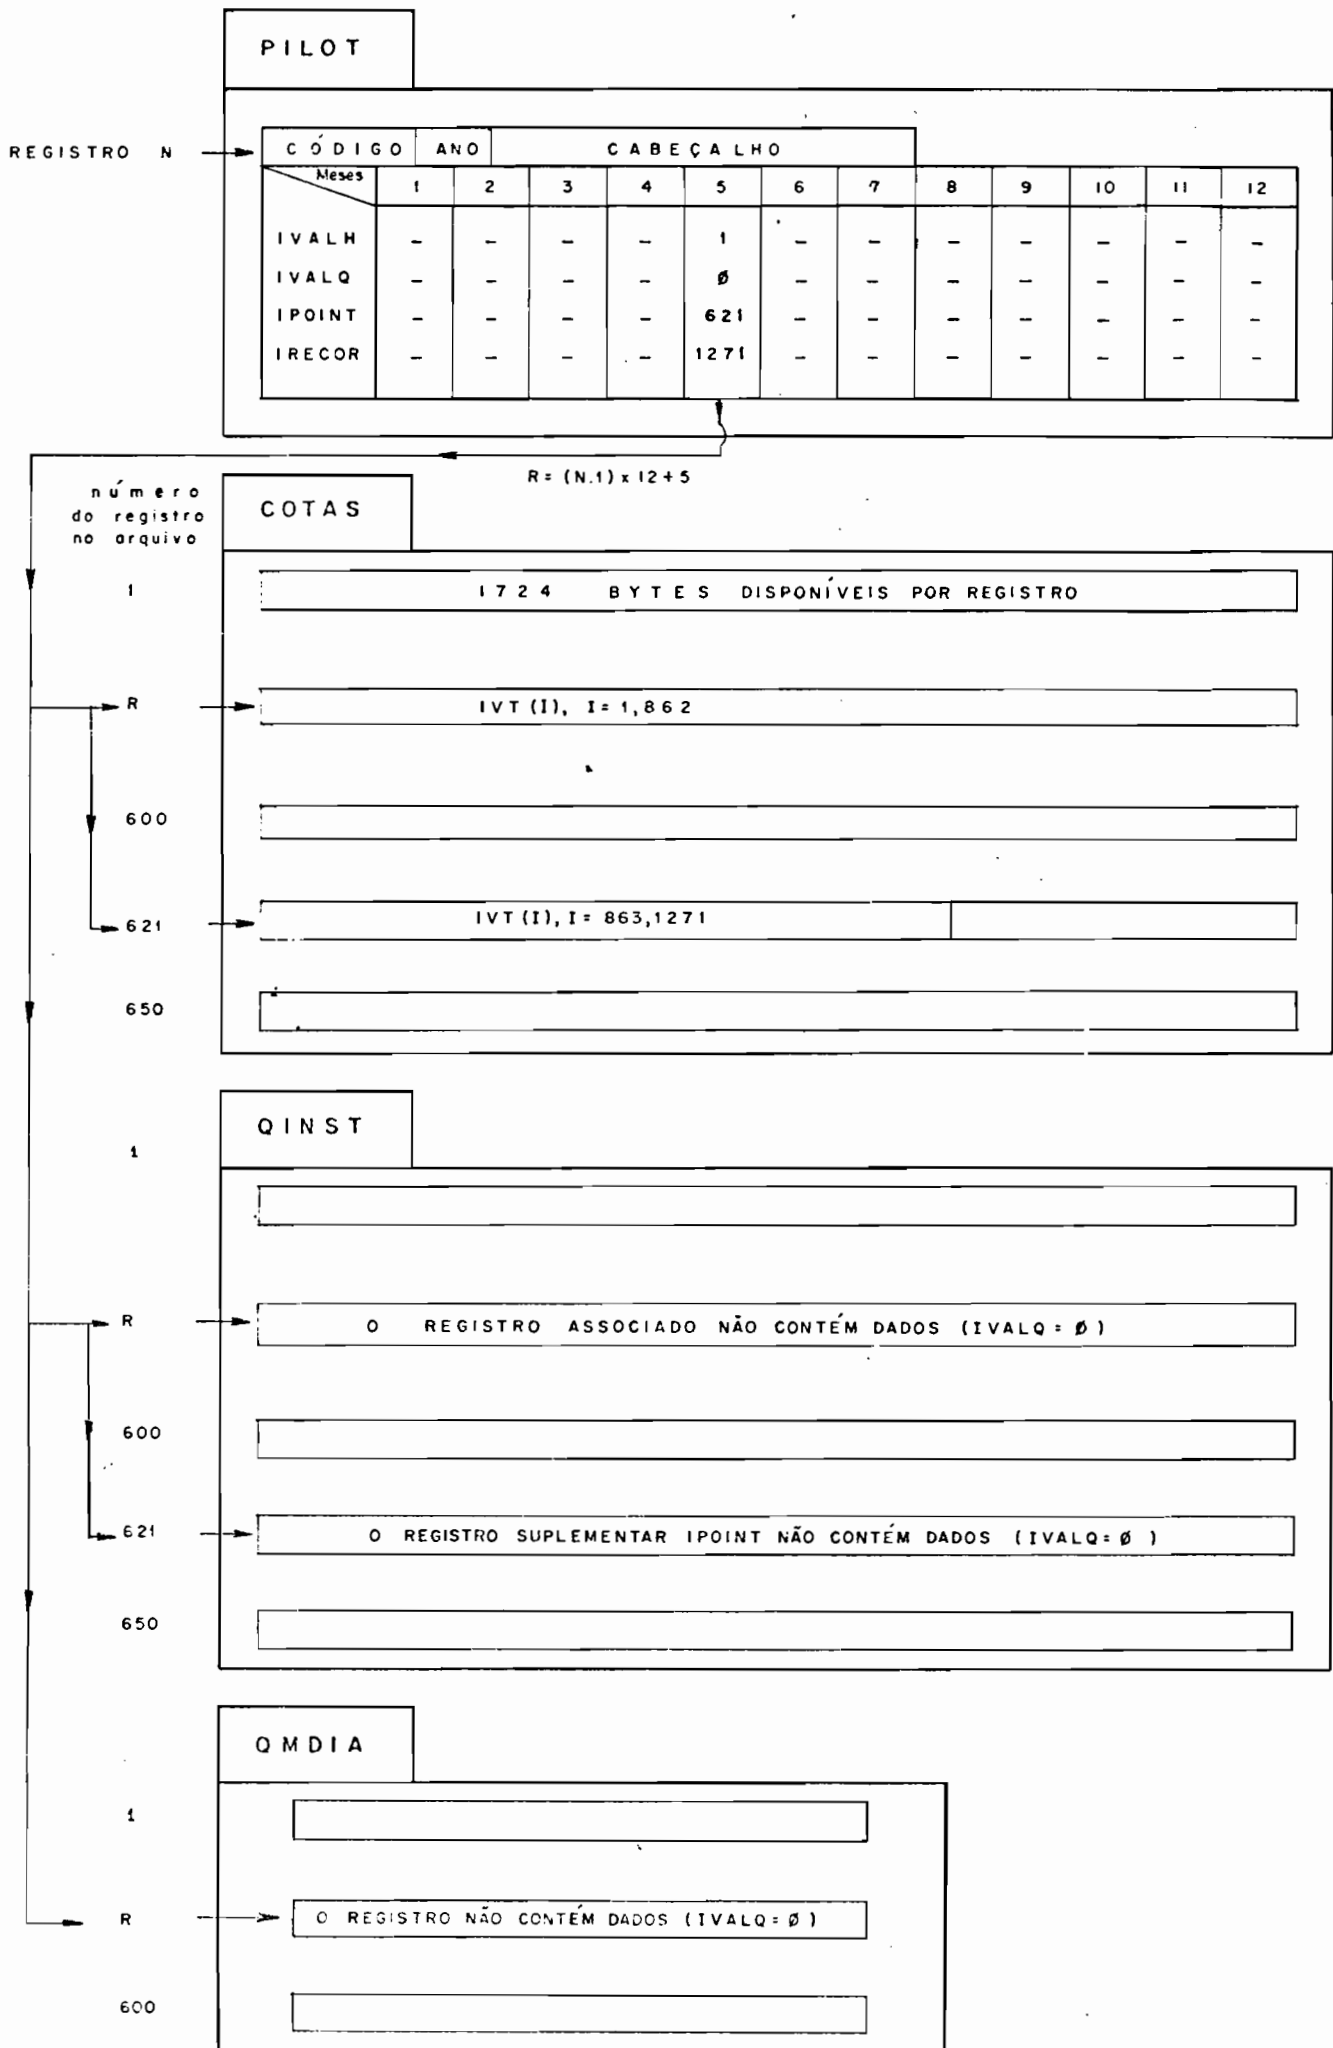 PILOT
REGISTRO N
CÓDIGO ANO CABEÇALHO
Meses 1 2 3 4 5 6 7 8 9 10 11 12
IVALH - - - - 1 - - - - - - -
IVALQ - - - - Ø - - - - - - -
IPOINT - - - - 621 - - - - - - -
IRECOR - - - - 1271 - - - - - - -
R = (N.1) x 12 + 5
número
do registro
no arquivo
COTAS
1 1724 BYTES DISPONÍVEIS POR REGISTRO
R IVT (I), I = 1,862
600
621 IVT (I), I = 863,1271
650
QINST
1
R O REGISTRO ASSOCIADO NÃO CONTÉM DADOS (IVALQ = Ø )
600
621 O REGISTRO SUPLEMENTAR IPOINT NÃO CONTÉM DADOS (IVALQ = Ø )
650
QMDIA
1
R O REGISTRO NÃO CONTÉM DADOS (IVALQ = Ø )
600